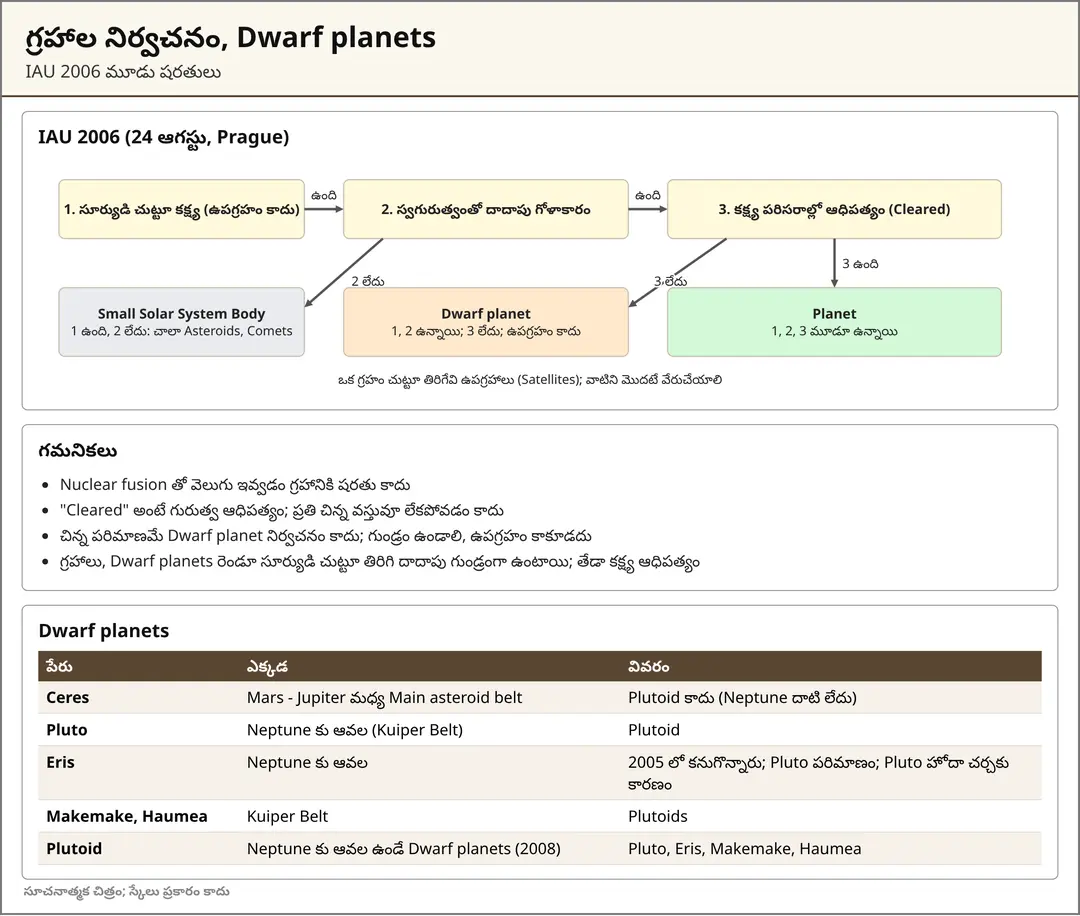 గ్రహాల నిర్వచనం, Dwarf planets
IAU 2006 మూడు షరతులు
IAU 2006 (24 ఆగస్టు, Prague)
1. సూర్యుడి చుట్టూ కక్ష్య (ఉపగ్రహం కాదు)
ఉంది
2. స్వగురుత్వంతో దాదాపు గోళాకారం
ఉంది
3. కక్ష్య పరిసరాల్లో ఆధిపత్యం (Cleared)
2 లేదు
3 లేదు
3 ఉంది
Small Solar System Body
1 ఉంది, 2 లేదు: చాలా Asteroids, Comets
Dwarf planet
1, 2 ఉన్నాయి; 3 లేదు; ఉపగ్రహం కాదు
Planet
1, 2, 3 మూడూ ఉన్నాయి
ఒక గ్రహం చుట్టూ తిరిగేవి ఉపగ్రహాలు (Satellites); వాటిని మొదటే వేరుచేయాలి
గమనికలు
• Nuclear fusion తో వెలుగు ఇవ్వడం గ్రహానికి షరతు కాదు
• "Cleared" అంటే గురుత్వ ఆధిపత్యం; ప్రతి చిన్న వస్తువూ లేకపోవడం కాదు
• చిన్న పరిమాణమే Dwarf planet నిర్వచనం కాదు; గుండ్రం ఉండాలి, ఉపగ్రహం కాకూడదు
• గ్రహాలు, Dwarf planets రెండూ సూర్యుడి చుట్టూ తిరిగి దాదాపు గుండ్రంగా ఉంటాయి; తేడా కక్ష్య ఆధిపత్యం
Dwarf planets
పేరు ఎక్కడ వివరం
Ceres Mars - Jupiter మధ్య Main asteroid belt Plutoid కాదు (Neptune దాటి లేదు)
Pluto Neptune కు ఆవల (Kuiper Belt) Plutoid
Eris Neptune కు ఆవల 2005 లో కనుగొన్నారు; Pluto పరిమాణం; Pluto హోదా చర్చకు
కారణం
Makemake, Haumea Kuiper Belt Plutoids
Plutoid Neptune కు ఆవల ఉండే Dwarf planets (2008) Pluto, Eris, Makemake, Haumea
సూచనాత్మక చిత్రం; స్కేలు ప్రకారం కాదు